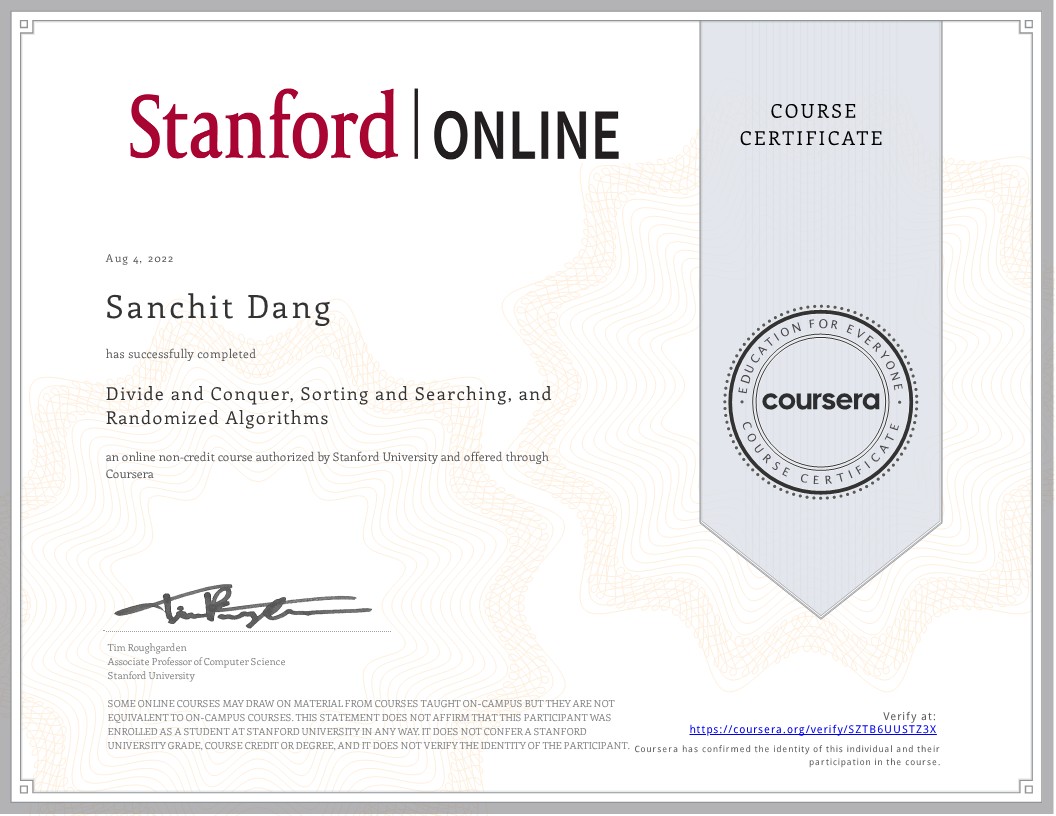 Stanford | ONLINE
COURSE
CERTIFICATE
Aug 4, 2022
Sanchit Dang
has successfully completed
Divide and Conquer, Sorting and Searching, and
Randomized Algorithms
an online non-credit course authorized by Stanford University and offered through
Coursera
EDUCATION FOR EVERYONE
coursera
COURSE CERTIFICATE
Tim Roughgarden
Tim Roughgarden
Associate Professor of Computer Science
Stanford University
SOME ONLINE COURSES MAY DRAW ON MATERIAL FROM COURSES TAUGHT ON-CAMPUS BUT THEY ARE NOT
EQUIVALENT TO ON-CAMPUS COURSES. THIS STATEMENT DOES NOT AFFIRM THAT THIS PARTICIPANT WAS
ENROLLED AS A STUDENT AT STANFORD UNIVERSITY IN ANY WAY. IT DOES NOT CONFER A STANFORD
UNIVERSITY GRADE, COURSE CREDIT OR DEGREE, AND IT DOES NOT VERIFY THE IDENTITY OF THE PARTICIPANT.
Verify at:
https://coursera.org/verify/SZTB6UUSTZ3X
Coursera has confirmed the identity of this individual and their
participation in the course.